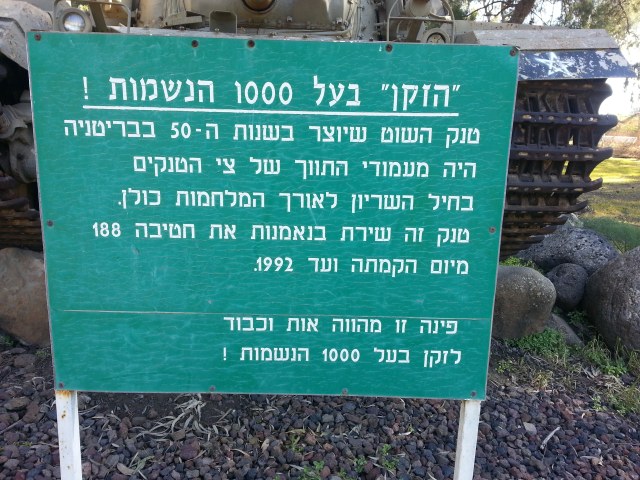 "הזקן" בעל 1000 הנשמות !
טנק השוט שיוצר בשנות ה-50 בבריטניה
היה מעמודי התווך של צי הטנקים
בחיל השריון לאורך המלחמות כולן.
טנק זה שירת בנאמנות את חטיבה 188
מיום הקמתה ועד 1992.
פינה זו מהווה אות וכבוד
לזקן בעל 1000 הנשמות !